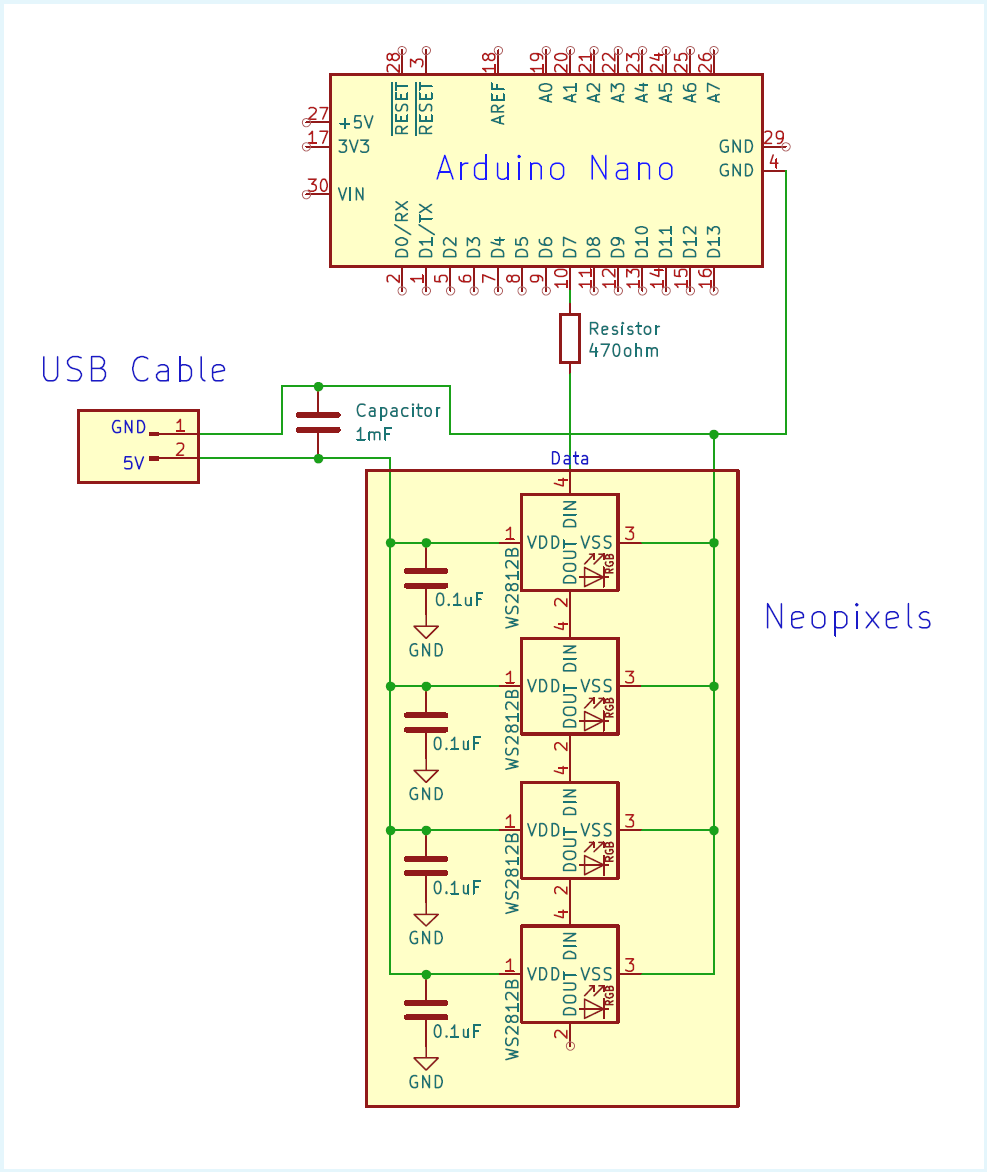 28 3 18 19 20 21 22 23 24 25 26
RESET RESET AREF A0 A1 A2 A3 A4 A5 A6 A7
27 +5V
17 3V3
GND 29
Arduino Nano
GND 4
30 VIN
D0/RX D1/TX D2 D3 D4 D5 D6 D7 D8 D9 D10 D11 D12 D13
2 1 5 6 7 8 9 10 11 12 13 14 15 16
Resistor
470ohm
USB Cable
Capacitor
1mF
GND 1
5V 2
Data
4
DIN
1 VDD VSS 3
DOUT RGB
WS2812B
0.1uF
GND
2
4
DIN
1 VDD VSS 3
DOUT RGB
WS2812B
0.1uF
GND
2
4
DIN
1 VDD VSS 3
DOUT RGB
WS2812B
0.1uF
GND
2
4
DIN
1 VDD VSS 3
DOUT RGB
WS2812B
0.1uF
GND
2
Neopixels